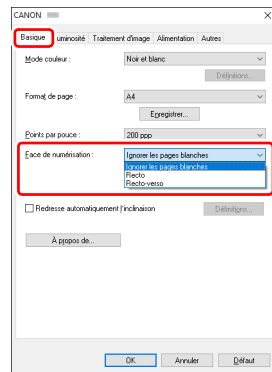 CANON
Basique uminosité Traitement d'image Alimentation Autres
Mode couleur : Noir et blanc
Définitions...
Format de page : A4
Enregistrer...
Points par pouce : 200 ppp
Face de numérisation : Ignorer les pages blanches
Ignorer les pages blanches
Recto
Recto-verso
Redresse automatiquement l'inclinaison Définitions...
À propos de...
OK Annuler Défaut